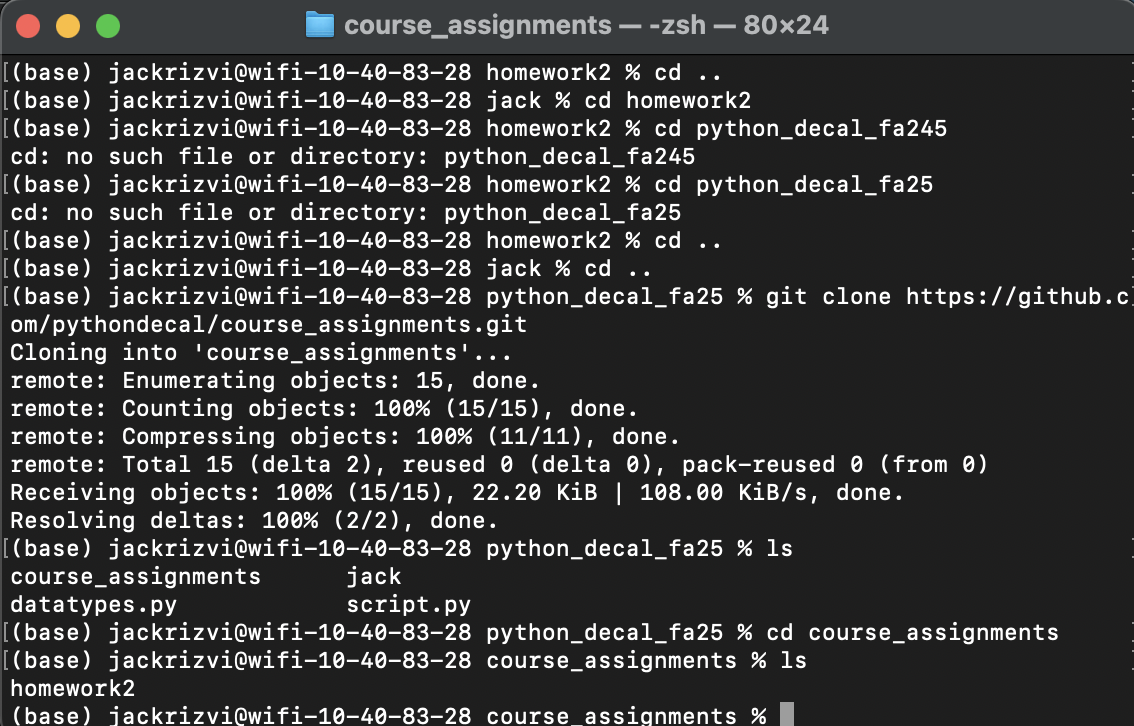 course_assignments — -zsh — 80×24
[(base) jackrizvi@wifi-10-40-83-28 homework2 % cd ..
[(base) jackrizvi@wifi-10-40-83-28 jack % cd homework2
[(base) jackrizvi@wifi-10-40-83-28 homework2 % cd python_decal_fa245
cd: no such file or directory: python_decal_fa245
[(base) jackrizvi@wifi-10-40-83-28 homework2 % cd python_decal_fa25
cd: no such file or directory: python_decal_fa25
[(base) jackrizvi@wifi-10-40-83-28 homework2 % cd ..
[(base) jackrizvi@wifi-10-40-83-28 jack % cd ..
[(base) jackrizvi@wifi-10-40-83-28 python_decal_fa25 % git clone https://github.c]
om/pythondecal/course_assignments.git
Cloning into 'course_assignments'...
remote: Enumerating objects: 15, done.
remote: Counting objects: 100% (15/15), done.
remote: Compressing objects: 100% (11/11), done.
remote: Total 15 (delta 2), reused 0 (delta 0), pack-reused 0 (from 0)
Receiving objects: 100% (15/15), 22.20 KiB | 108.00 KiB/s, done.
Resolving deltas: 100% (2/2), done.
[(base) jackrizvi@wifi-10-40-83-28 python_decal_fa25 % ls
course_assignments jack
datatypes.py script.py
[(base) jackrizvi@wifi-10-40-83-28 python_decal_fa25 % cd course_assignments
[(base) jackrizvi@wifi-10-40-83-28 course_assignments % ls
homework2
(base) jackrizvi@wifi-10-40-83-28 course_assignments %